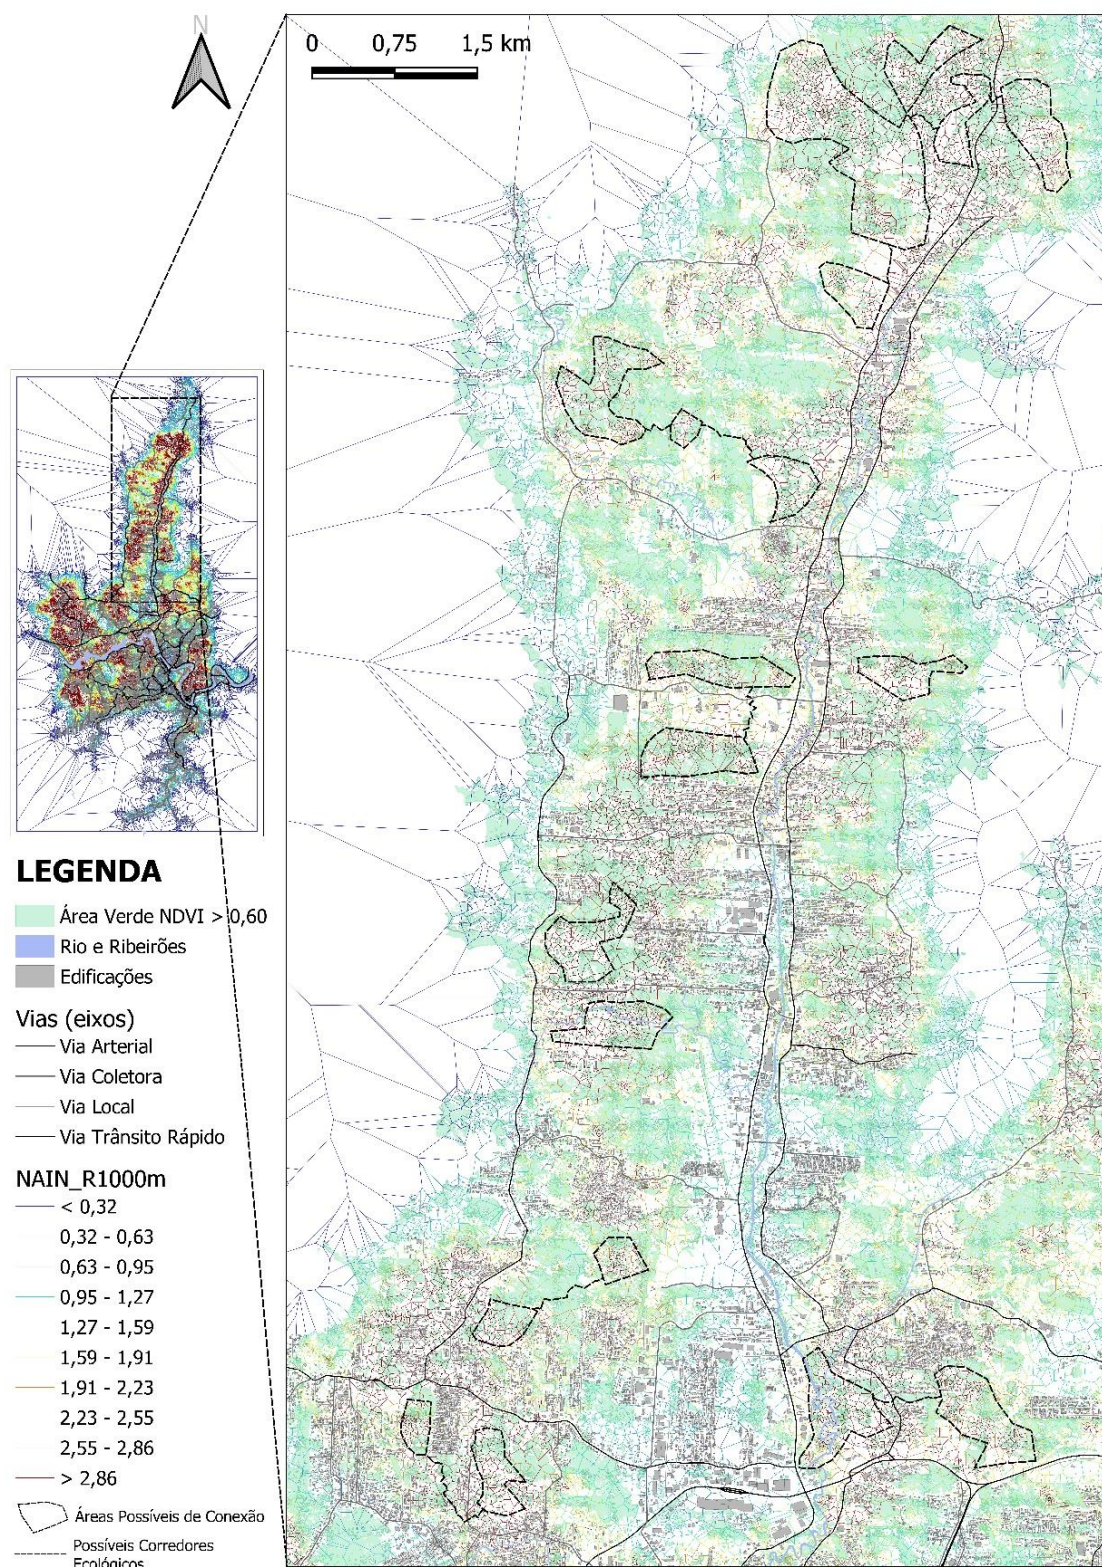 N
0 0,75 1,5 km
LEGENDA
Área Verde NDVI > 0,60
Rio e Ribeirões
Edificações
Vias (eixos)
Via Arterial
Via Coletora
Via Local
Via Trânsito Rápido
NAIN_R1000m
< 0,32
0,32 - 0,63
0,63 - 0,95
0,95 - 1,27
1,27 - 1,59
1,59 - 1,91
1,91 - 2,23
2,23 - 2,55
2,55 - 2,86
> 2,86
Áreas Possíveis de Conexão
Possíveis Corredores
Ecológicos